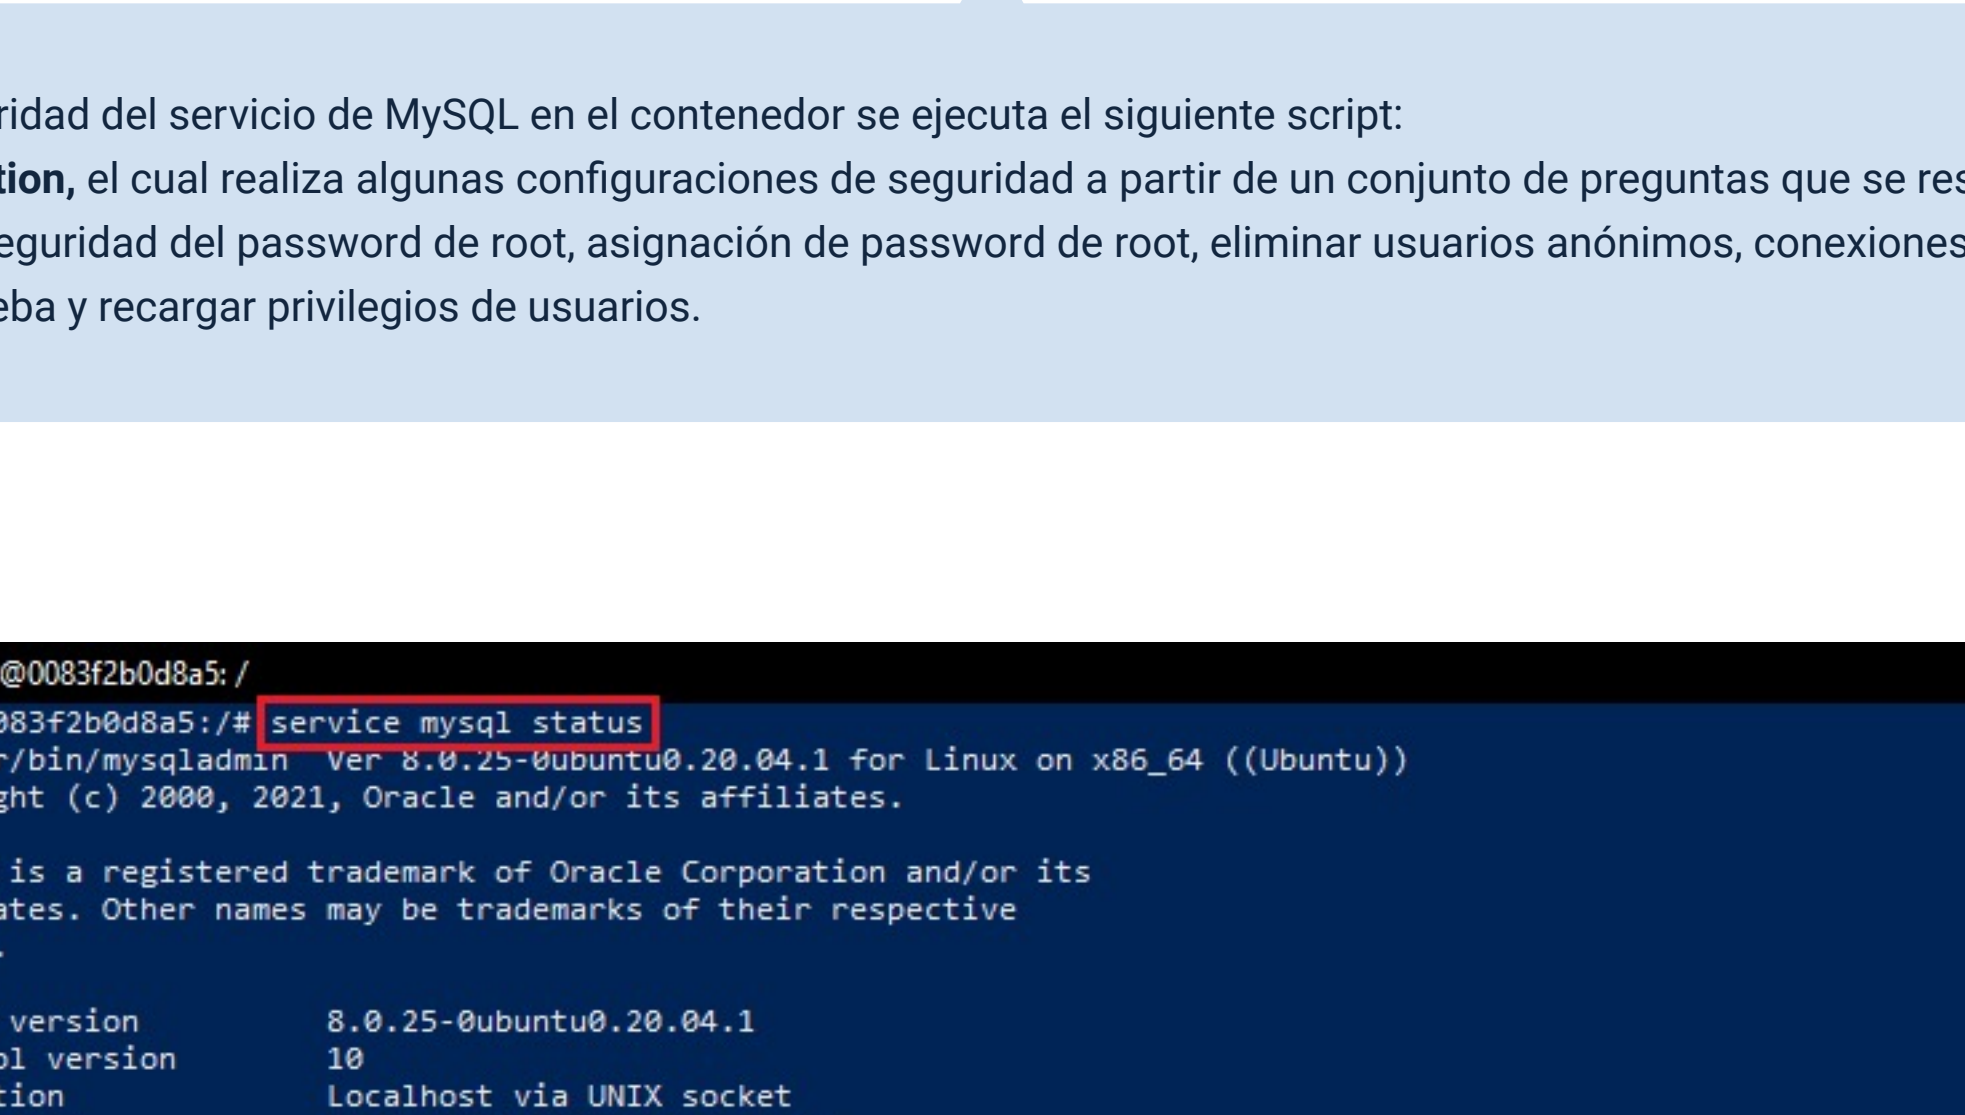 ridad del servicio de MySQL en el contenedor se ejecuta el siguiente script:
tion, el cual realiza algunas configuraciones de seguridad a partir de un conjunto de preguntas que se res
eguridad del password de root, asignación de password de root, eliminar usuarios anónimos, conexiones
eba y recargar privilegios de usuarios.
@0083f2b0d8a5: /
083f2b0d8a5:/# service mysql status
r/bin/mysqladmin  Ver 8.0.25-0ubuntu0.20.04.1 for Linux on x86_64 ((Ubuntu))
ght (c) 2000, 2021, Oracle and/or its affiliates.
is a registered trademark of Oracle Corporation and/or its
ates. Other names may be trademarks of their respective
.
version 8.0.25-0ubuntu0.20.04.1
ol version 10
tion Localhost via UNIX socket